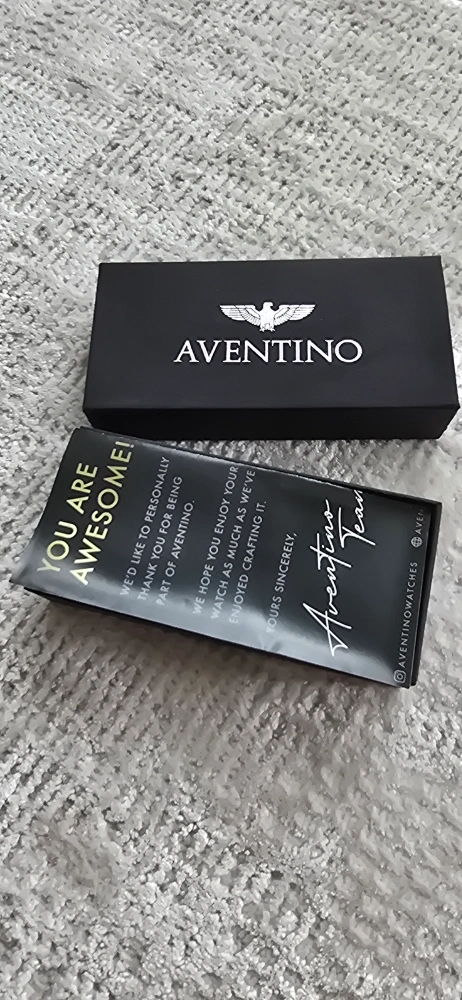 AVENTINO
YOU ARE
AWESOME!
WE'D LIKE TO PERSONALLY
THANK YOU FOR BEING
PART OF AVENTINO.
WE HOPE YOU ENJOY YOUR
WATCH AS MUCH AS WE'VE
ENJOYED CRAFTING IT.
YOURS SINCERELY,
Aventino
Team
AVENTINOWATCHES